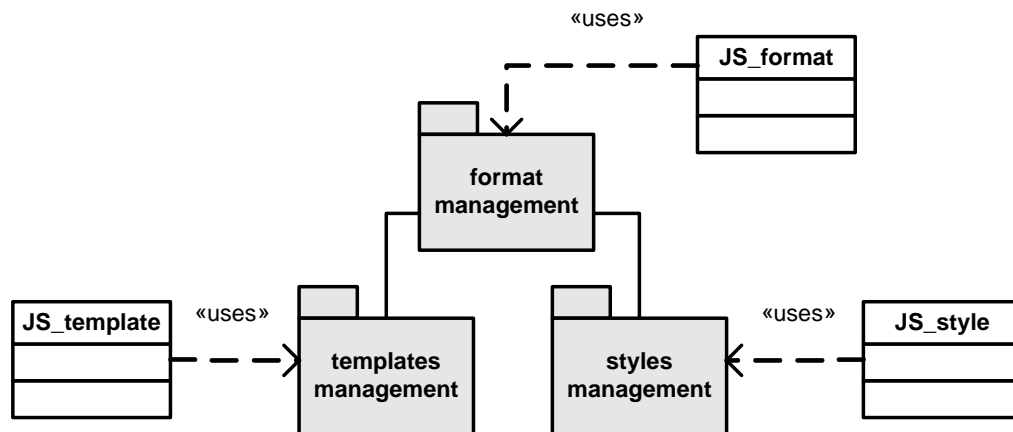 «uses»
JS_format
format
management
JS_template
«uses»
templates
management
styles
management
«uses»
JS_style